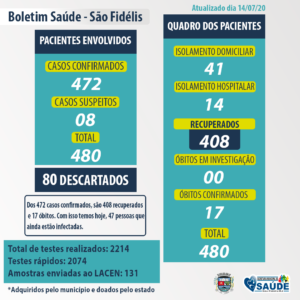 Boletim Saúde - São Fidélis
Atualizado dia 14/07/20
PACIENTES ENVOLVIDOS
CASOS CONFIRMADOS
472
CASOS SUSPEITOS
08
TOTAL
480
80 DESCARTADOS
Dos 472 casos confirmados, são 408 recuperados
e 17 óbitos. Com isso temos hoje, 47 pessoas que
ainda estão infectadas.
QUADRO DOS PACIENTES
ISOLAMENTO DOMICILIAR
41
ISOLAMENTO HOSPITALAR
14
RECUPERADOS
408
ÓBITOS EM INVESTIGAÇÃO
00
ÓBITOS CONFIRMADOS
17
TOTAL
480
Total de testes realizados: 2214
Testes rápidos: 2074
Amostras enviadas ao LACEN: 131
*Adquiridos pelo município e doados pelo estado
SAÚDE